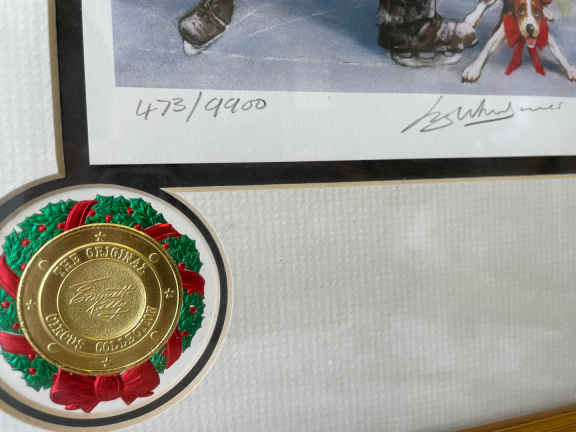 473/9900
THE ORIGINAL
Emmett Kelly
CIRCUS COLLECTION